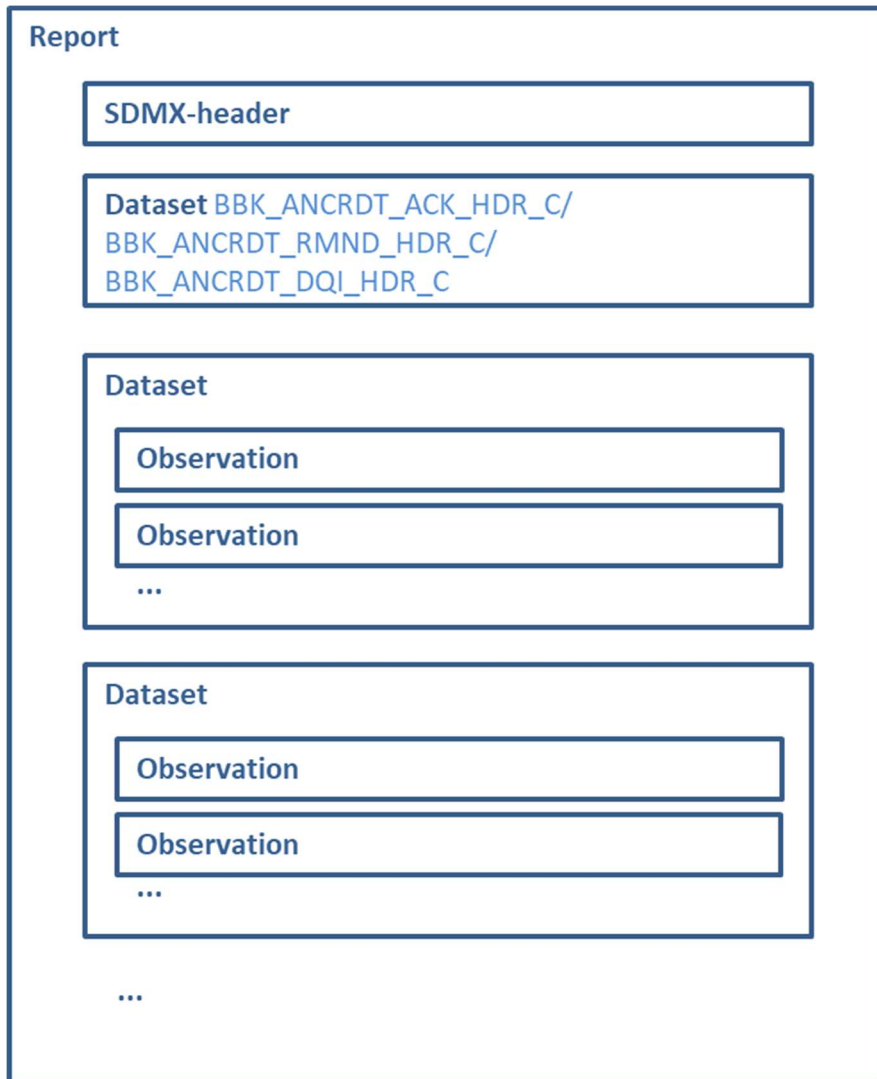 Report
SDMX-header
Dataset BBK_ANCRDT_ACK_HDR_C/
BBK_ANCRDT_RMND_HDR_C/
BBK_ANCRDT_DQI_HDR_C
Dataset
Observation
Observation
...
Dataset
Observation
Observation
...
...